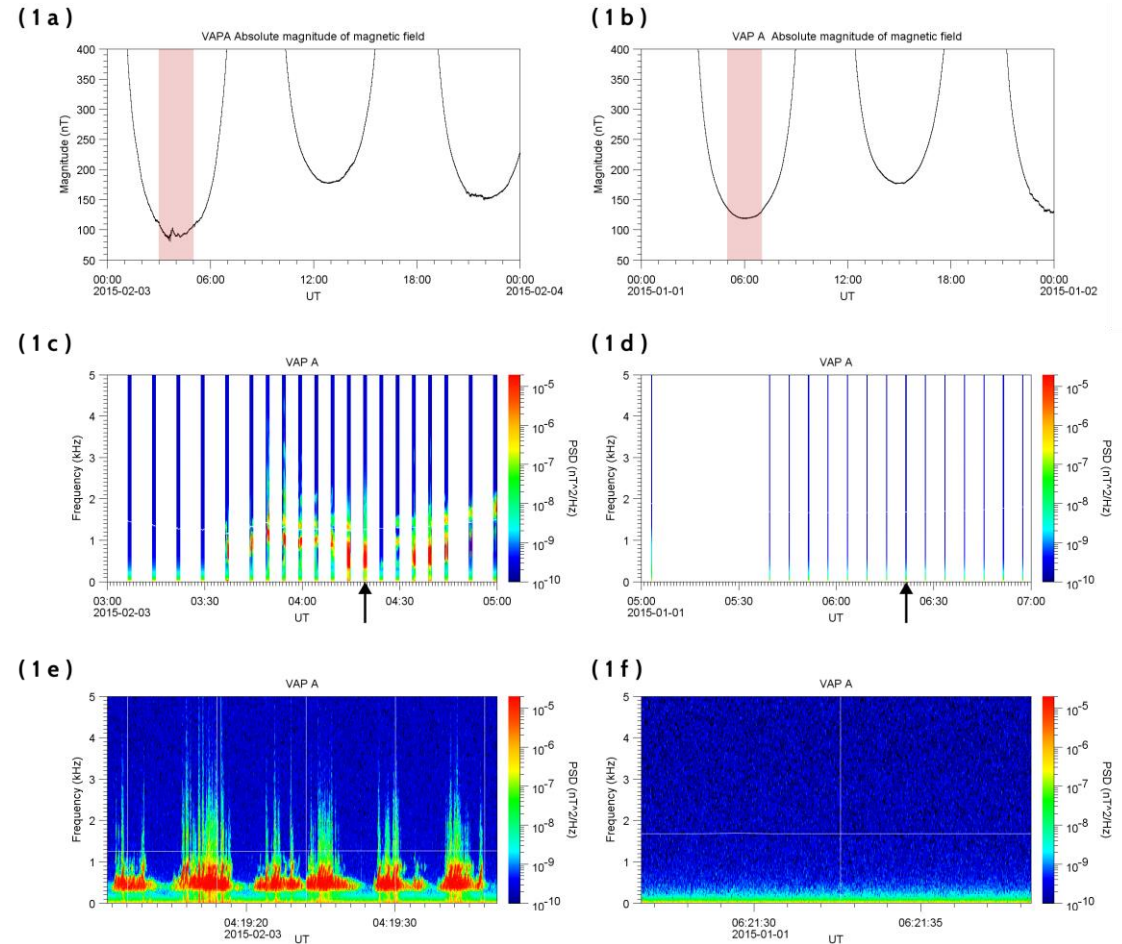 (1a)
VAPA Absolute magnitude of magnetic field
Magnitude (nT)
400
350
300
250
200
150
100
50
00:00 06:00 12:00 18:00 00:00
2015-02-03 UT 2015-02-04
(1b)
VAP A Absolute magnitude of magnetic field
Magnitude (nT)
400
350
300
250
200
150
100
50
00:00 06:00 12:00 18:00 00:00
2015-01-01 UT 2015-01-02
(1c)
VAP A
Frequency (kHz)
5
4
3
2
1
0
03:00 03:30 04:00 04:30 05:00
2015-02-03 UT
10-5
10-6
10-7
10-8
10-9
10-10
PSD (nT^2/Hz)
(1d)
VAP A
Frequency (kHz)
5
4
3
2
1
0
05:00 05:30 06:00 06:30 07:00
2015-01-01 UT
10-5
10-6
10-7
10-8
10-9
10-10
PSD (nT^2/Hz)
(1e)
VAP A
Frequency (kHz)
5
4
3
2
1
0
04:19:20 04:19:30
2015-02-03 UT
10-5
10-6
10-7
10-8
10-9
10-10
PSD (nT^2/Hz)
(1f)
VAP A
Frequency (kHz)
5
4
3
2
1
0
06:21:30 06:21:35
2015-01-01 UT
10-5
10-6
10-7
10-8
10-9
10-10
PSD (nT^2/Hz)